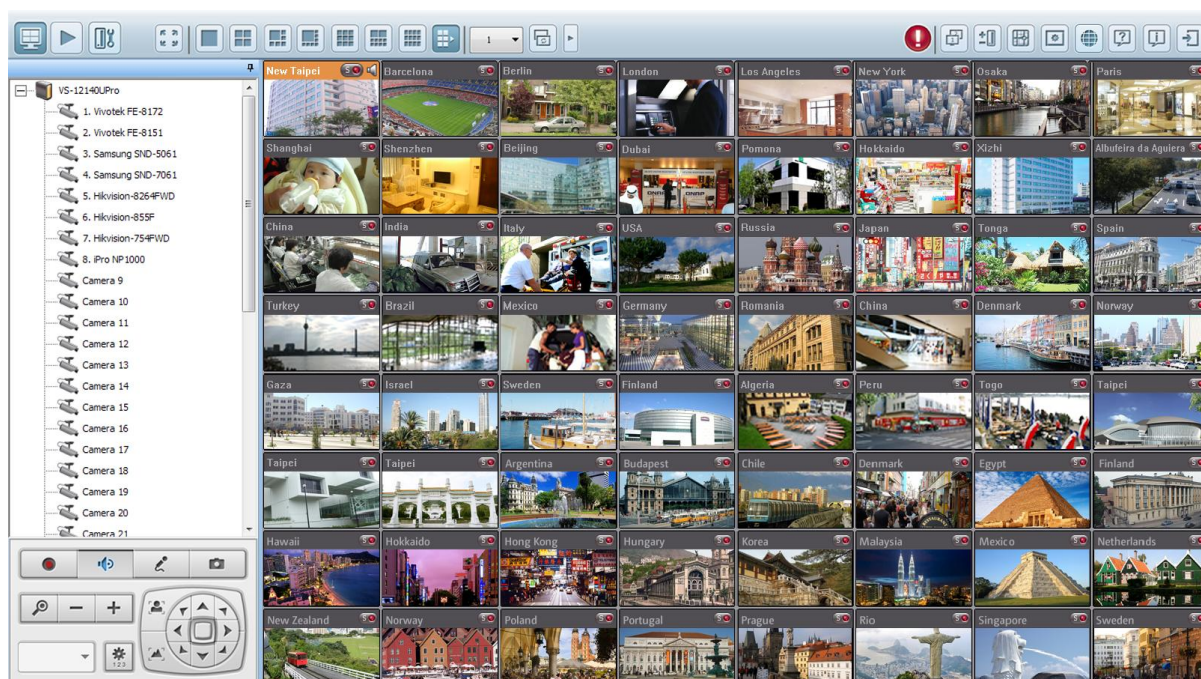 1
VS-12140UPro
1. Vivotek FE-8172
2. Vivotek FE-8151
3. Samsung SND-5061
4. Samsung SND-7061
5. Hikvision-8264FWD
6. Hikvision-855F
7. Hikvision-754FWD
8. iPro NP1000
Camera 9
Camera 10
Camera 11
Camera 12
Camera 13
Camera 14
Camera 15
Camera 16
Camera 17
Camera 18
Camera 19
Camera 20
Camera 21
1 2 3
New Taipei Barcelona Berlin London Los Angeles New York Osaka Paris
Shanghai Shenzhen Beijing Dubai Pomona Hokkaido Xizhi Albufeira da Aguiera
China India Italy USA Russia Japan Tonga Spain
Turkey Brazil Mexico Germany Romania China Denmark Norway
Gaza Israel Sweden Finland Algeria Peru Togo Taipei
Taipei Taipei Argentina Budapest Chile Denmark Egypt Finland
Hawaii Hokkaido Hong Kong Hungary Korea Malaysia Mexico Netherlands
New Zealand Norway Poland Portugal Prague Rio Singapore Sweden